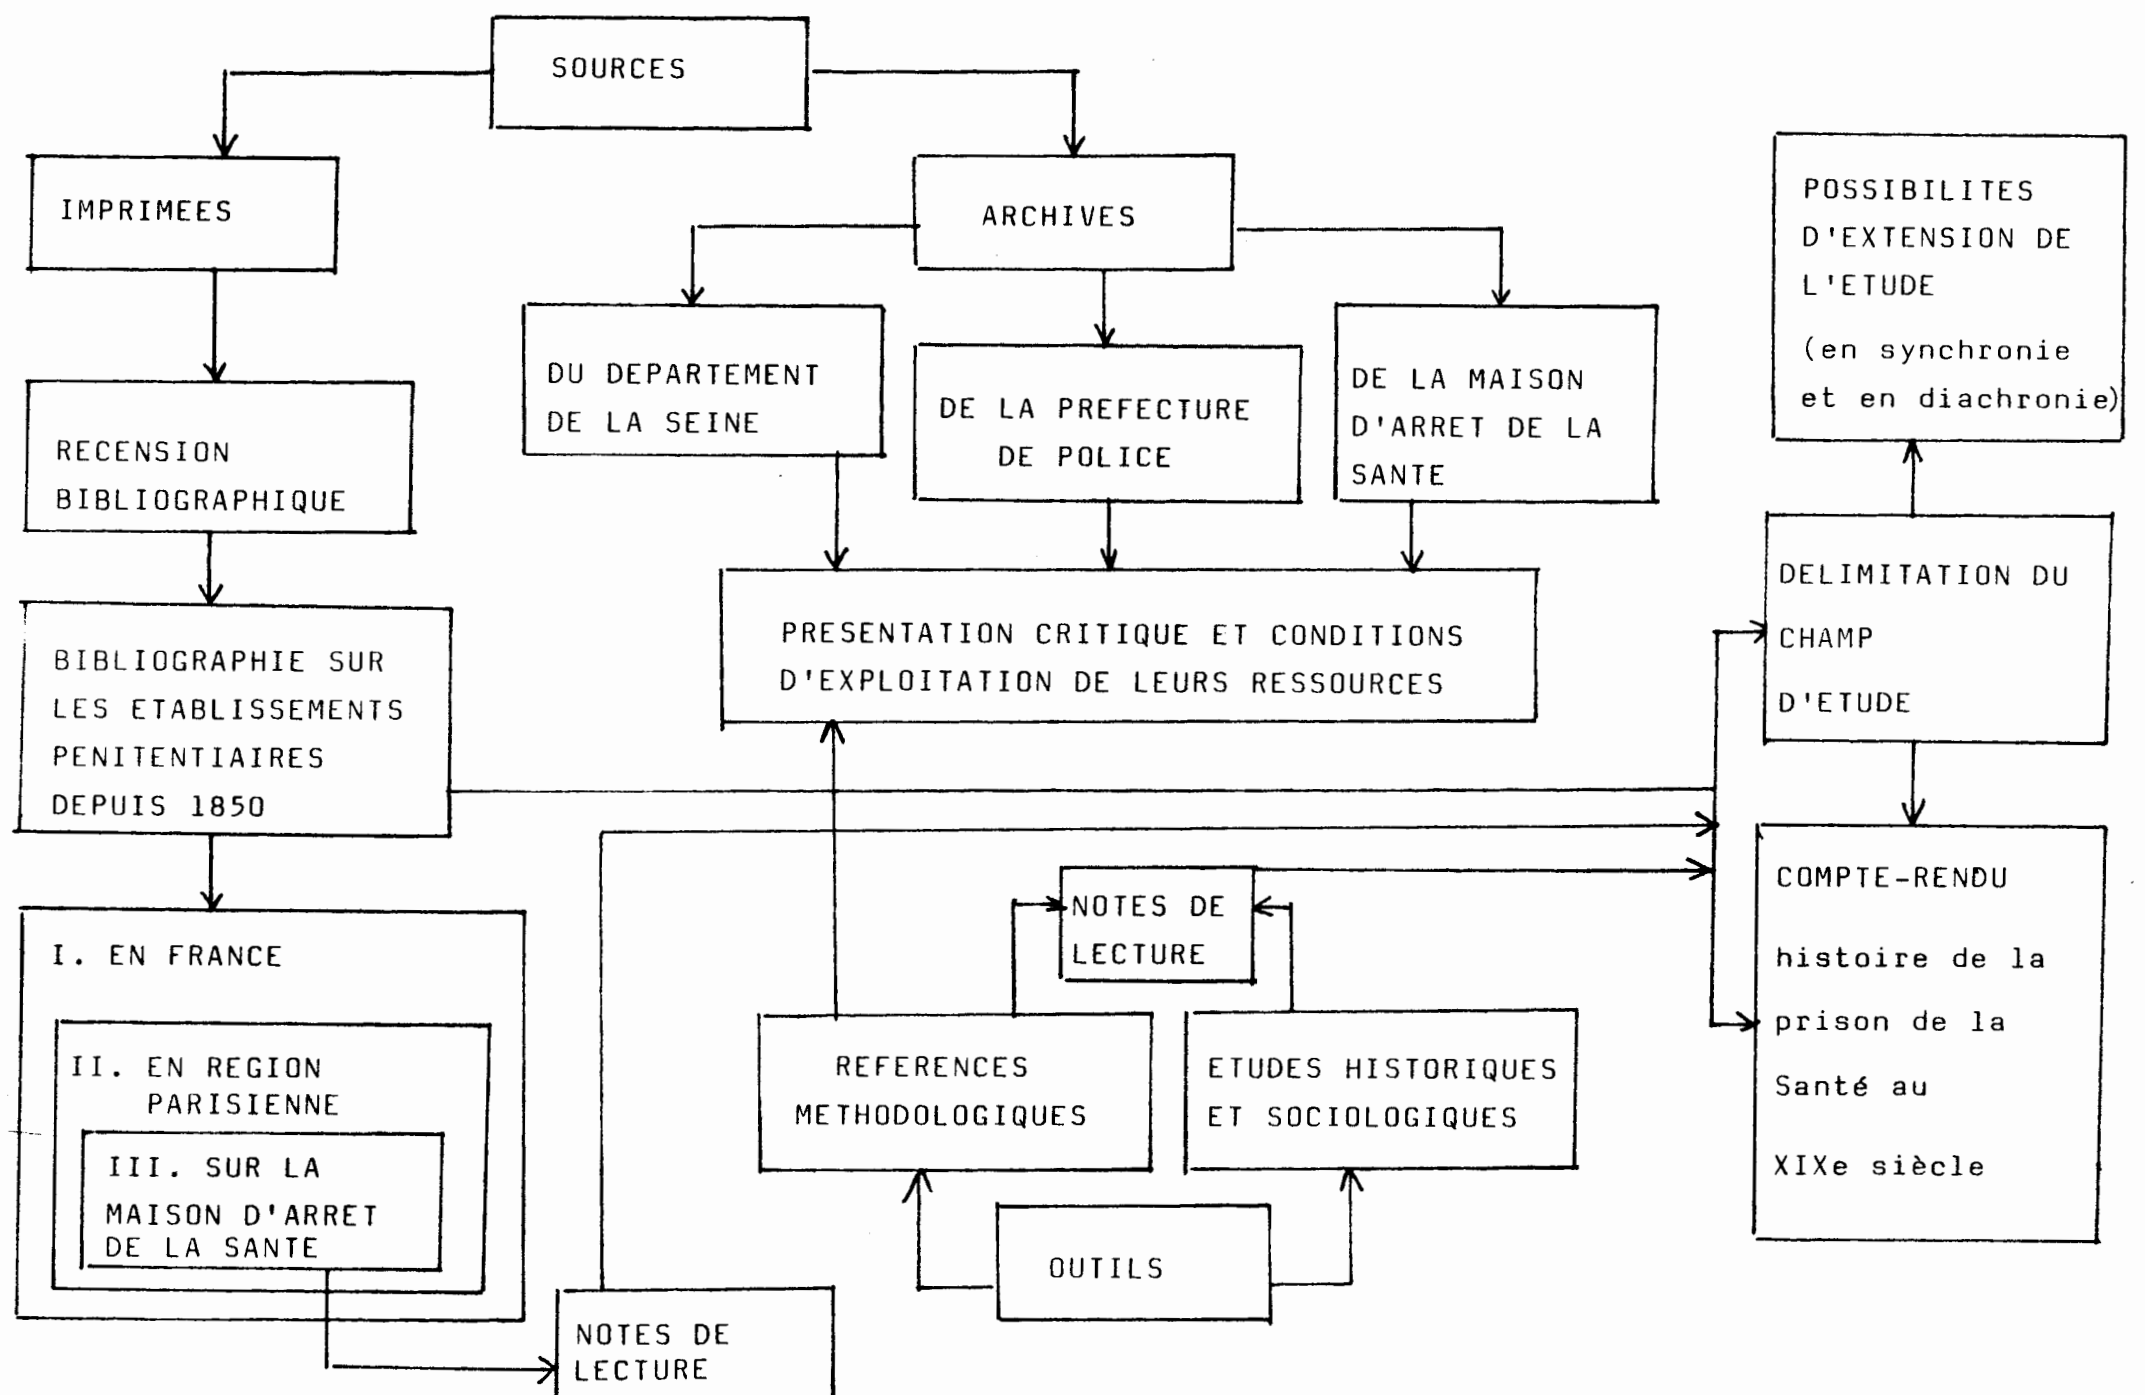 SOURCES
IMPRIMEES
ARCHIVES
POSSIBILITES
D'EXTENSION DE
L'ETUDE
(en synchronie
et en diachronie)
DU DEPARTEMENT
DE LA SEINE
DE LA PREFECTURE
DE POLICE
DE LA MAISON
D'ARRET DE LA
SANTE
RECENSION
BIBLIOGRAPHIQUE
DELIMITATION DU
CHAMP
D'ETUDE
PRESENTATION CRITIQUE ET CONDITIONS
D'EXPLOITATION DE LEURS RESSOURCES
BIBLIOGRAPHIE SUR
LES ETABLISSEMENTS
PENITENTIAIRES
DEPUIS 1850
COMPTE-RENDU
histoire de la
prison de la
Santé au
XIXe siècle
NOTES DE
LECTURE
I. EN FRANCE
II. EN REGION
PARISIENNE
III. SUR LA
MAISON D'ARRET
DE LA SANTE
REFERENCES
METHODOLOGIQUES
ETUDES HISTORIQUES
ET SOCIOLOGIQUES
OUTILS
NOTES DE
LECTURE